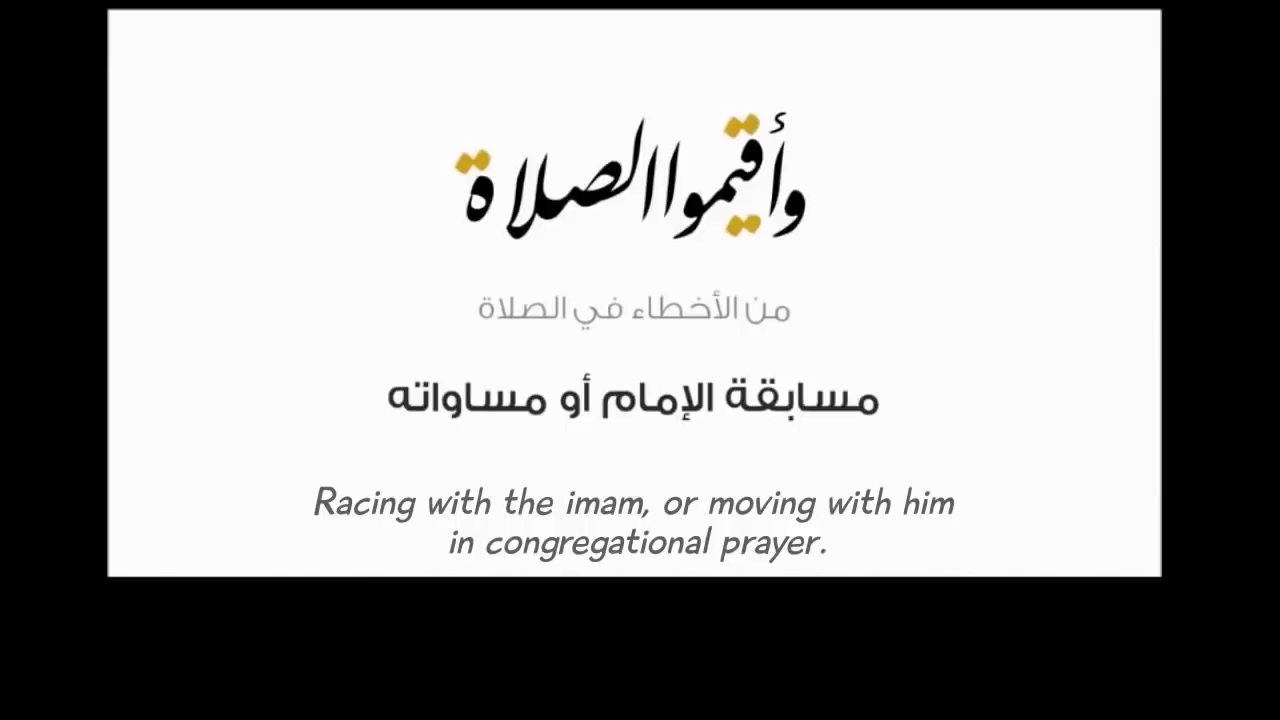 وأقيموا الصلاة
من الأخطاء في الصلاة
مسابقة الإمام أو مساواته
Racing with the imam, or moving with him
in congregational prayer.